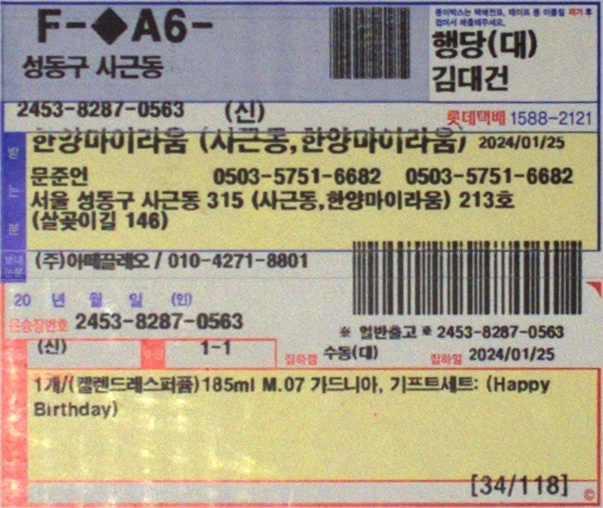 F-◆A6-
성동구 사근동
종이박스는 택배전표, 테이프 등 이물질 제거 후
접어서 배출해주세요.
행당(대)
김대건
2453-8287-0563 (신)
롯데택배 1588-2121
한양마이라움 (사근동,한양마이라움) 2024/01/25
문준언 0503-5751-6682 0503-5751-6682
서울 성동구 사근동 315 (사근동,한양마이라움) 213호
(살곶이길 146)
(주)아떼끌레오 / 010-4271-8801
20 년 월 일 (인)
운송장번호 2453-8287-0563
※ 일반출고 ※ 2453-8287-0563
(신) 1-1 집하점 수동(대) 집하일 2024/01/25
1개/(켈렌드레스퍼퓸)185ml M.07 가드니아, 기프트세트: (Happy
Birthday)
[34/118]
©